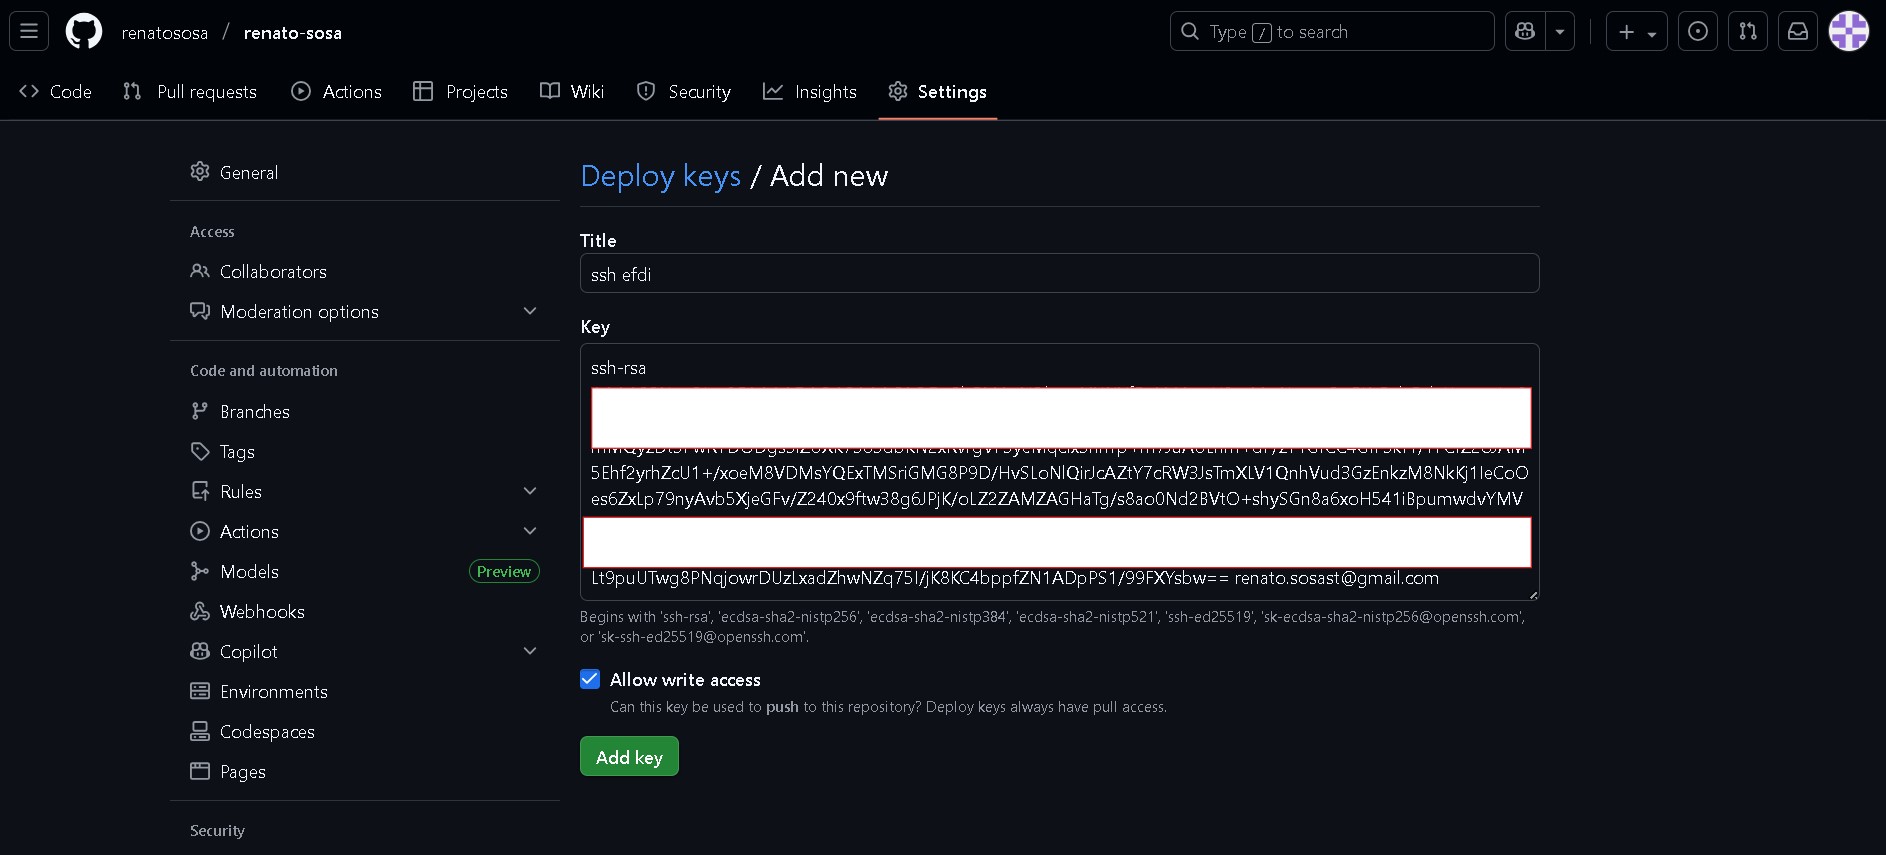 renatososa / renato-sosa
Type / to search
Code
Pull requests
Actions
Projects
Wiki
Security
Insights
Settings
General
Access
Collaborators
Moderation options
Code and automation
Branches
Tags
Rules
Actions
Models Preview
Webhooks
Copilot
Environments
Codespaces
Pages
Security
Deploy keys / Add new
Title
ssh efdi
Key
ssh-rsa
5Ehf2yrhZcU1+/xoeM8VDMsYQExTMSriGMG8P9D/HvSLoNlQirJcAZtY7cRW3JsTmXLV1QnhVud3GzEnkzM8NkKj1IeCoO
es6ZxLp79nyAvb5XjeGFv/Z240x9ftw38g6JPjK/oLZ2ZAMZAGHaTg/s8ao0Nd2BVtO+shySGn8a6xoH541iBpumwdvYMV
Lt9puUTwg8PNqjowrDUzLxadZhwNZq75I/jK8KC4bppfZN1ADpPS1/99FXYsbw== renato.sosast@gmail.com
Begins with 'ssh-rsa', 'ecdsa-sha2-nistp256', 'ecdsa-sha2-nistp384', 'ecdsa-sha2-nistp521', 'ssh-ed25519', 'sk-ecdsa-sha2-nistp256@openssh.com',
or 'sk-ssh-ed25519@openssh.com'.
Allow write access
Can this key be used to push to this repository? Deploy keys always have pull access.
Add key